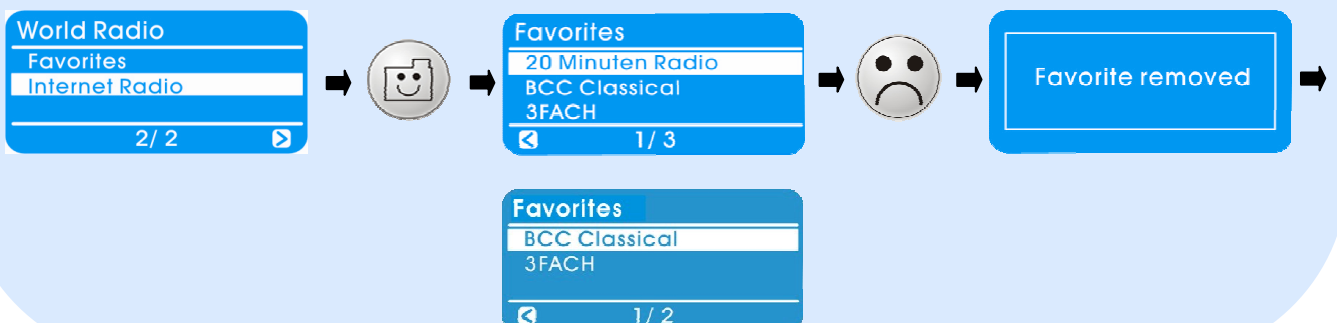 World Radio
Favorites
Internet Radio
2/ 2
Favorites
20 Minuten Radio
BCC Classical
3FACH
1/ 3
Favorite removed
Favorites
BCC Classical
3FACH
1/ 2